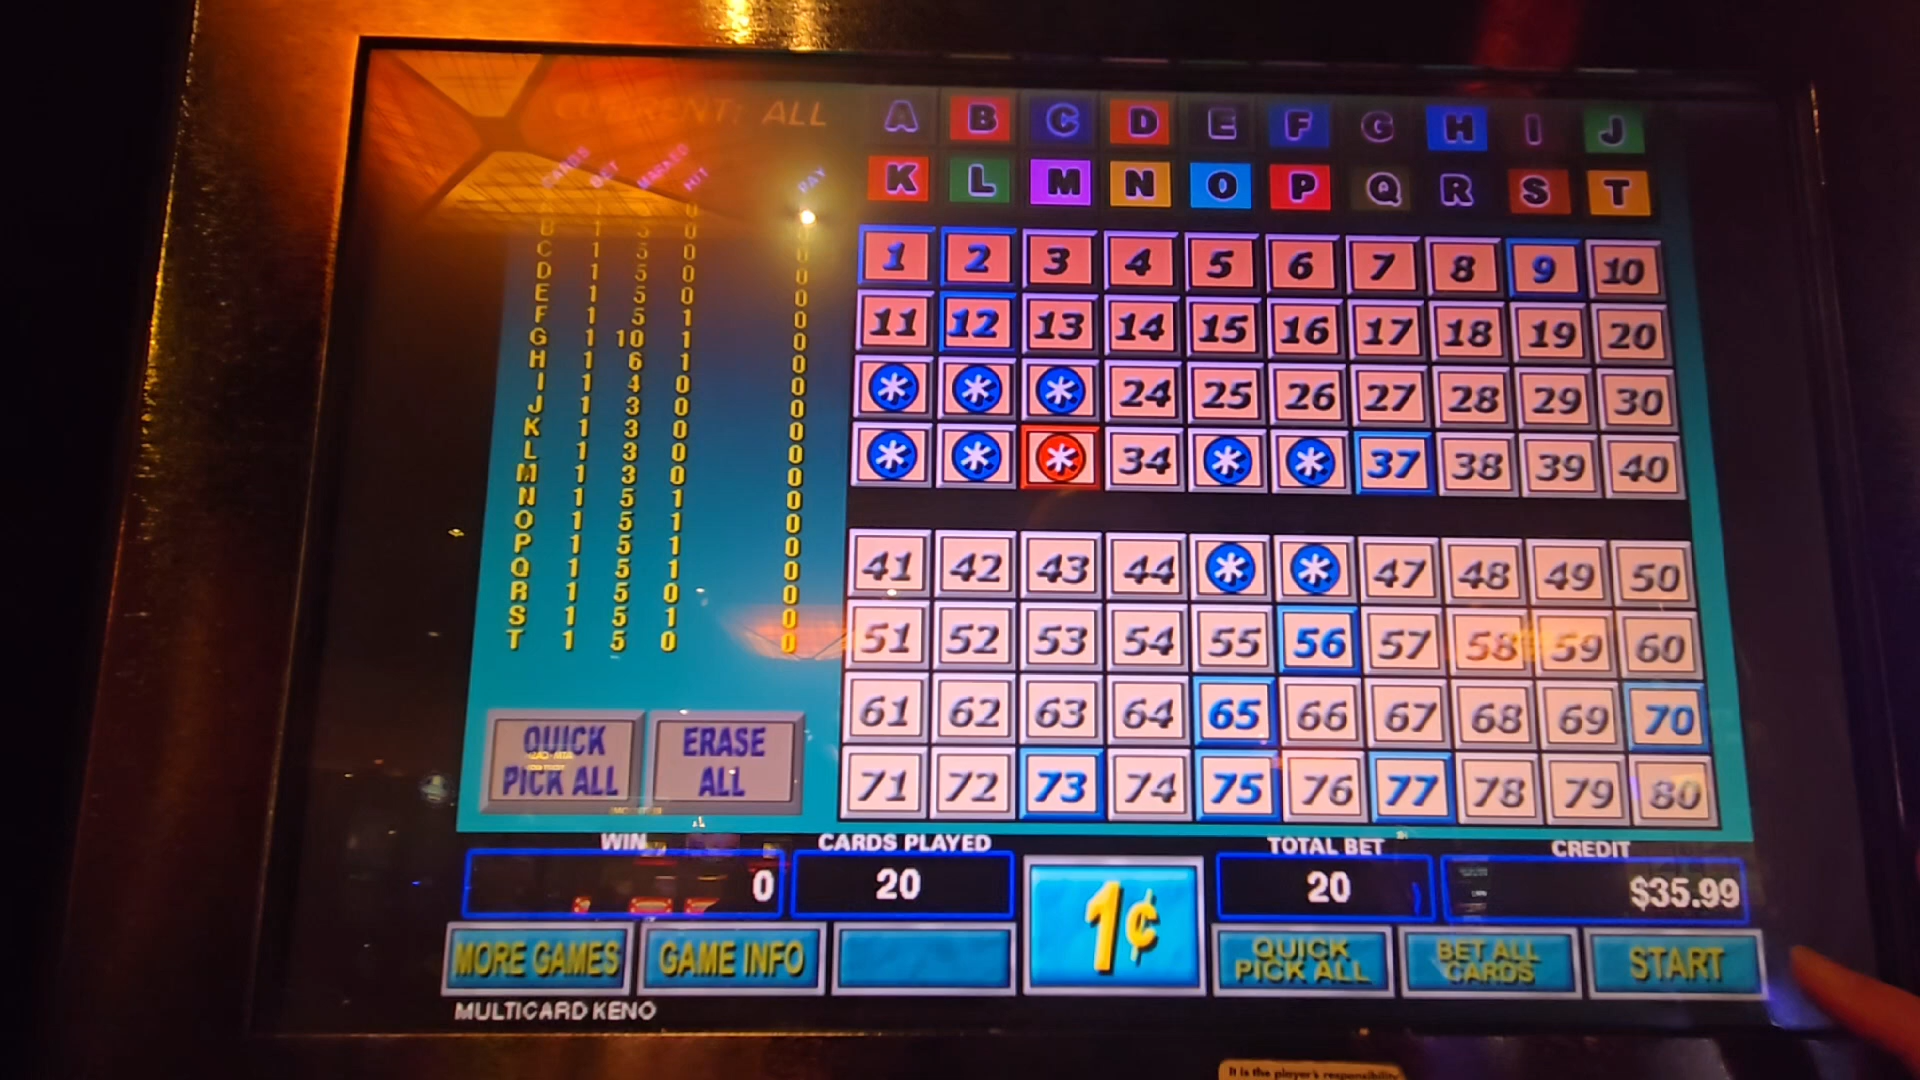 CURRENT: ALL
CARDS BET MARKED HIT PAY
A B C D E F G H I J
K L M N O P Q R S T
B 1 5 0 0
C 1 5 0 0
D 1 5 0 0
E 1 5 0 0
F 1 5 1 0
G 1 10 1 0
H 1 6 1 0
I 1 4 0 0
J 1 3 0 0
K 1 3 0 0
L 1 3 0 0
M 1 3 0 0
N 1 5 1 0
O 1 5 1 0
P 1 5 1 0
Q 1 5 1 0
R 1 5 0 0
S 1 5 1 0
T 1 5 0 0
1 2 3 4 5 6 7 8 9 10
11 12 13 14 15 16 17 18 19 20
* * * 24 25 26 27 28 29 30
* * * 34 * * 37 38 39 40
41 42 43 44 * * 47 48 49 50
51 52 53 54 55 56 57 58 59 60
61 62 63 64 65 66 67 68 69 70
71 72 73 74 75 76 77 78 79 80
QUICK
PICK ALL
ERASE
ALL
WIN
0
CARDS PLAYED
20
1¢
TOTAL BET
20
CREDIT
$35.99
MORE GAMES
GAME INFO
QUICK
PICK ALL
BET ALL
CARDS
START
MULTICARD KENO
It is the player's responsibility